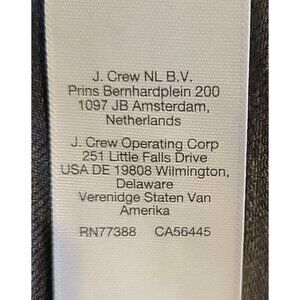 J. Crew NL B.V.
Prins Bernhardplein 200
1097 JB Amsterdam,
Netherlands
J. Crew Operating Corp
251 Little Falls Drive
USA DE 19808 Wilmington,
Delaware
Verenidge Staten Van
Amerika
RN77388 CA56445